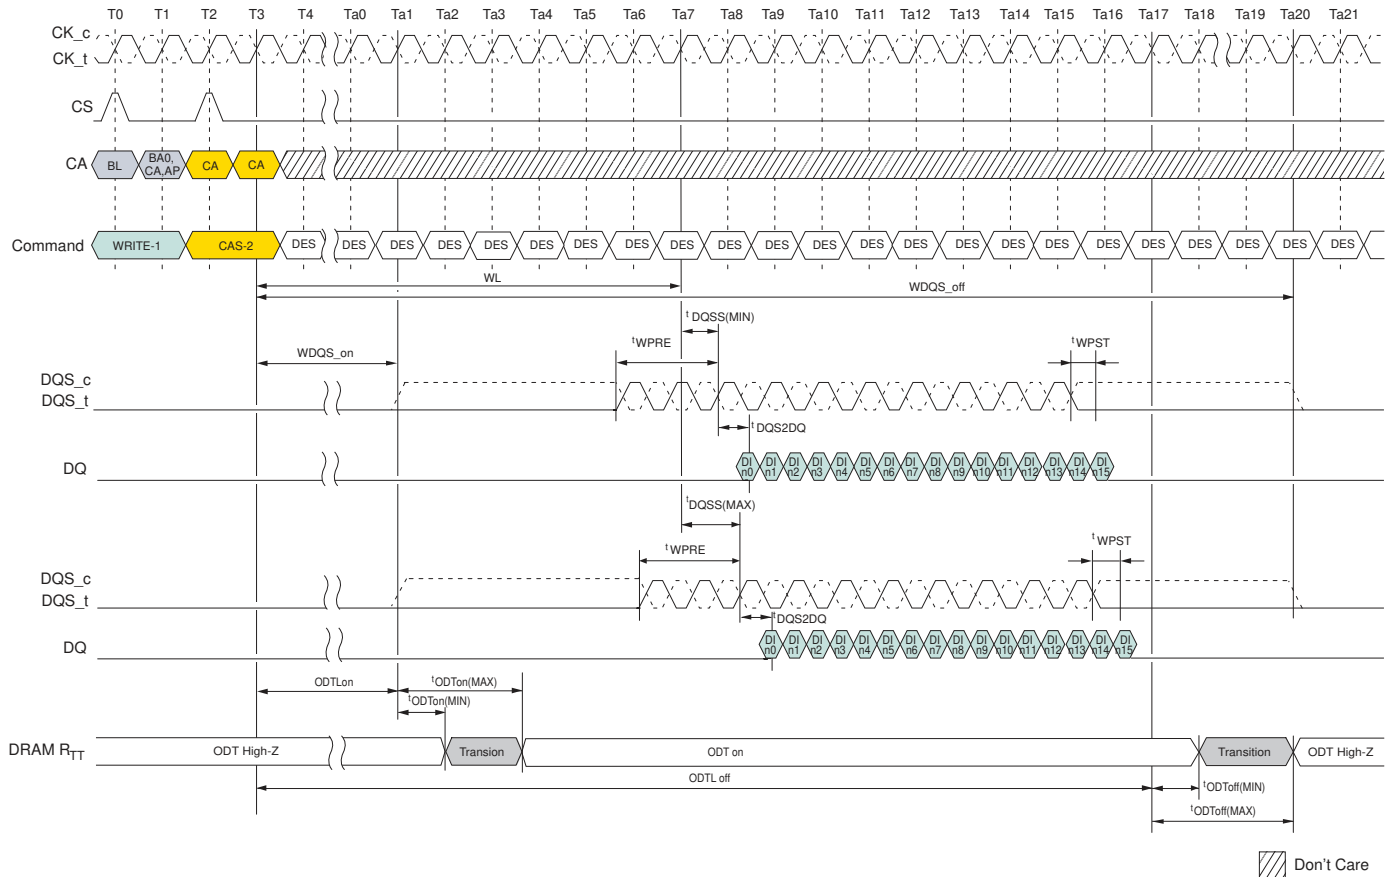 T0 T1 T2 T3 T4 Ta0 Ta1 Ta2 Ta3 Ta4 Ta5 Ta6 Ta7 Ta8 Ta9 Ta10 Ta11 Ta12 Ta13 Ta14 Ta15 Ta16 Ta17 Ta18 Ta19 Ta20 Ta21
CK_c
CK_t
CS
CA BL BA0, CA CA
CA,AP
Command WRITE-1 CAS-2 DES DES DES DES DES DES DES DES DES DES DES DES DES DES DES DES DES DES DES DES DES DES DES
WL
WDQS_off
tDQSS(MIN)
WDQS_on tWPRE tWPST
DQS_c
DQS_t
tDQS2DQ
DQ DI DI DI DI DI DI DI DI DI DI DI DI DI DI DI DI
n0 n1 n2 n3 n4 n5 n6 n7 n8 n9 n10 n11 n12 n13 n14 n15
tDQSS(MAX)
tWPRE tWPST
DQS_c
DQS_t
tDQS2DQ
DQ DI DI DI DI DI DI DI DI DI DI DI DI DI DI DI DI
n0 n1 n2 n3 n4 n5 n6 n7 n8 n9 n10 n11 n12 n13 n14 n15
ODTLon tODTon(MAX)
tODTon(MIN)
DRAM RTT ODT High-Z Transion ODT on Transition ODT High-Z
ODTL off tODToff(MIN)
tODToff(MAX)
Don't Care